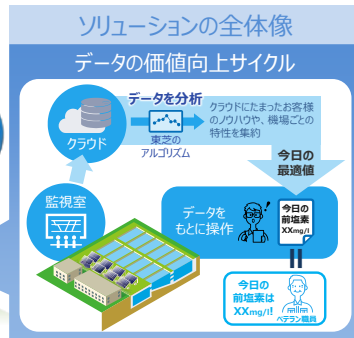 ソリューションの全体像
データの価値向上サイクル
データを分析
クラウド
東芝の
アルゴリズム
クラウドにたまったお客様
のノウハウや、機場ごとの
特性を集約
今日の
最適値
監視室
データを
もとに操作
今日の
前塩素
XXmg/l
今日の
前塩素は
XXmg/l!
ベテラン職員